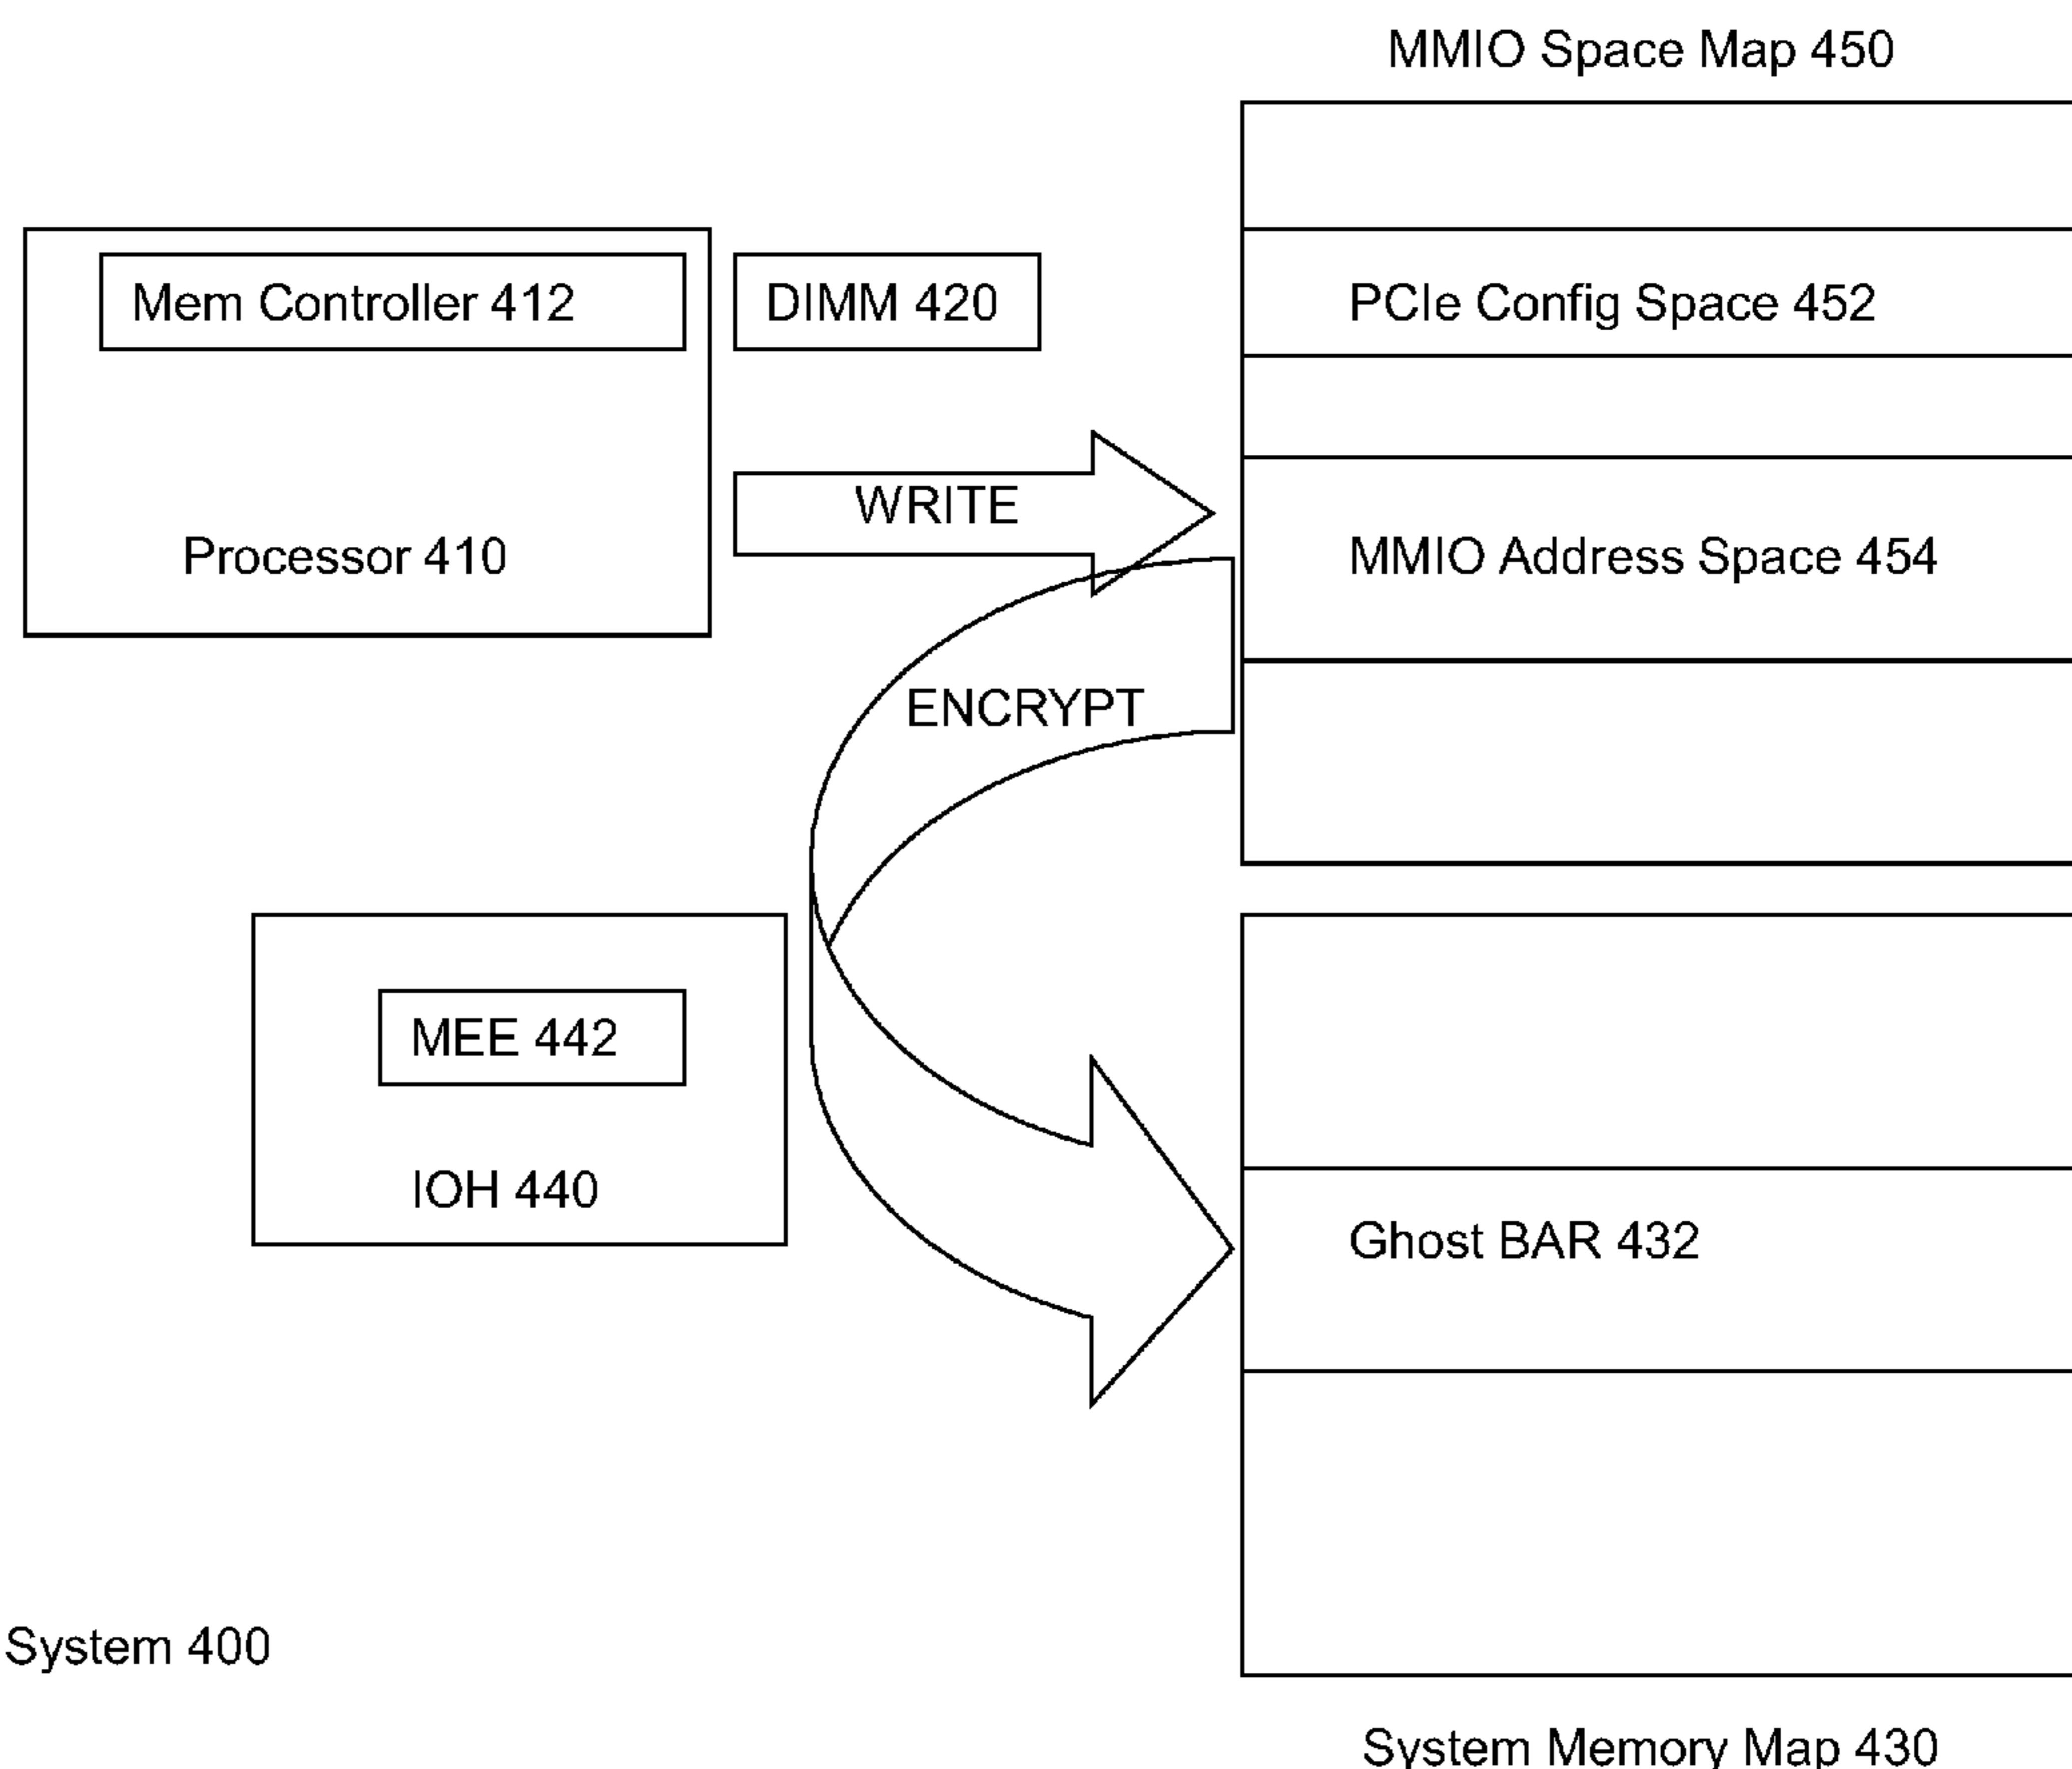 MMIO Space Map 450
Mem Controller 412
DIMM 420
PCIe Config Space 452
WRITE
Processor 410
MMIO Address Space 454
ENCRYPT
MEE 442
IOH 440
Ghost BAR 432
System 400
System Memory Map 430